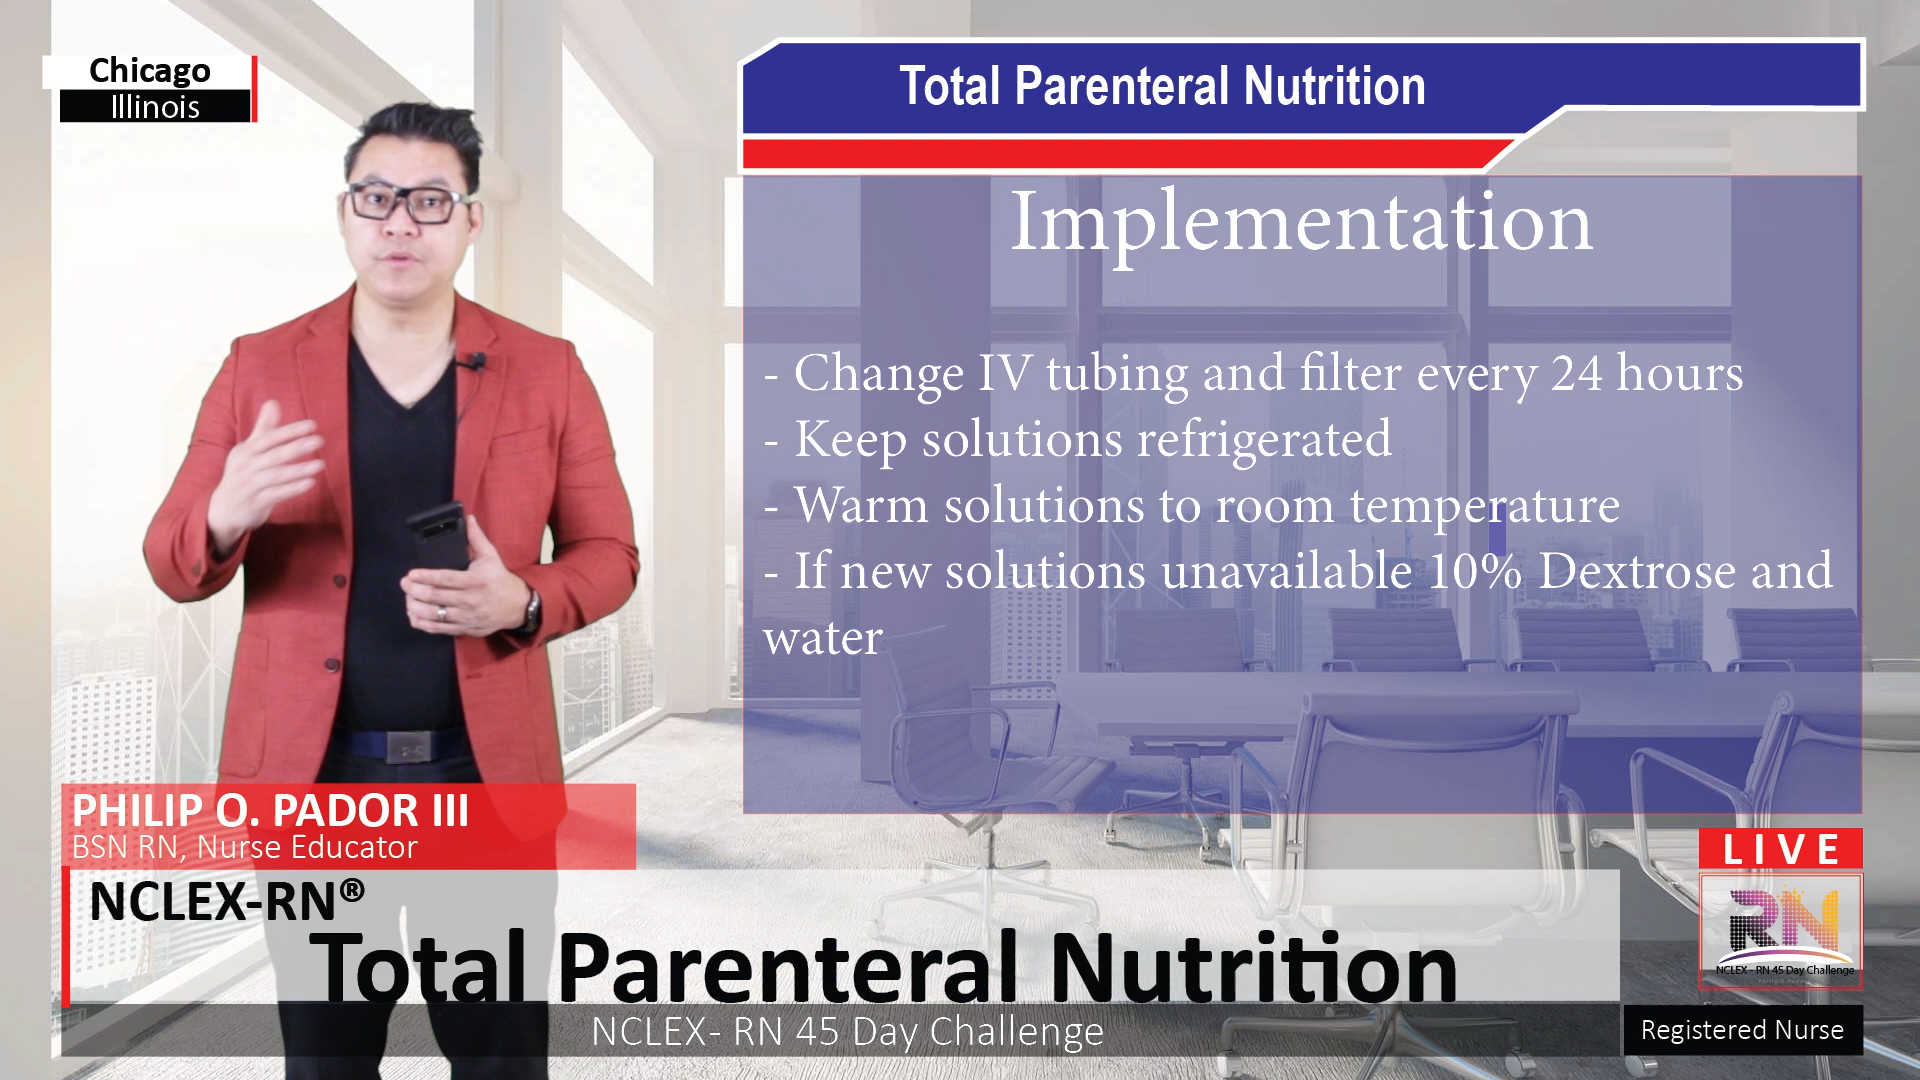 Chicago
Illinois
Total Parenteral Nutrition
Implementation
- Change IV tubing and filter every 24 hours
- Keep solutions refrigerated
- Warm solutions to room temperature
- If new solutions unavailable 10% Dextrose and
water
PHILIP O. PADOR III
BSN RN, Nurse Educator
NCLEX-RN®
Total Parenteral Nutrition
NCLEX- RN 45 Day Challenge
LIVE
RN
NCLEX - RN 45 Day Challenge
Registered Nurse